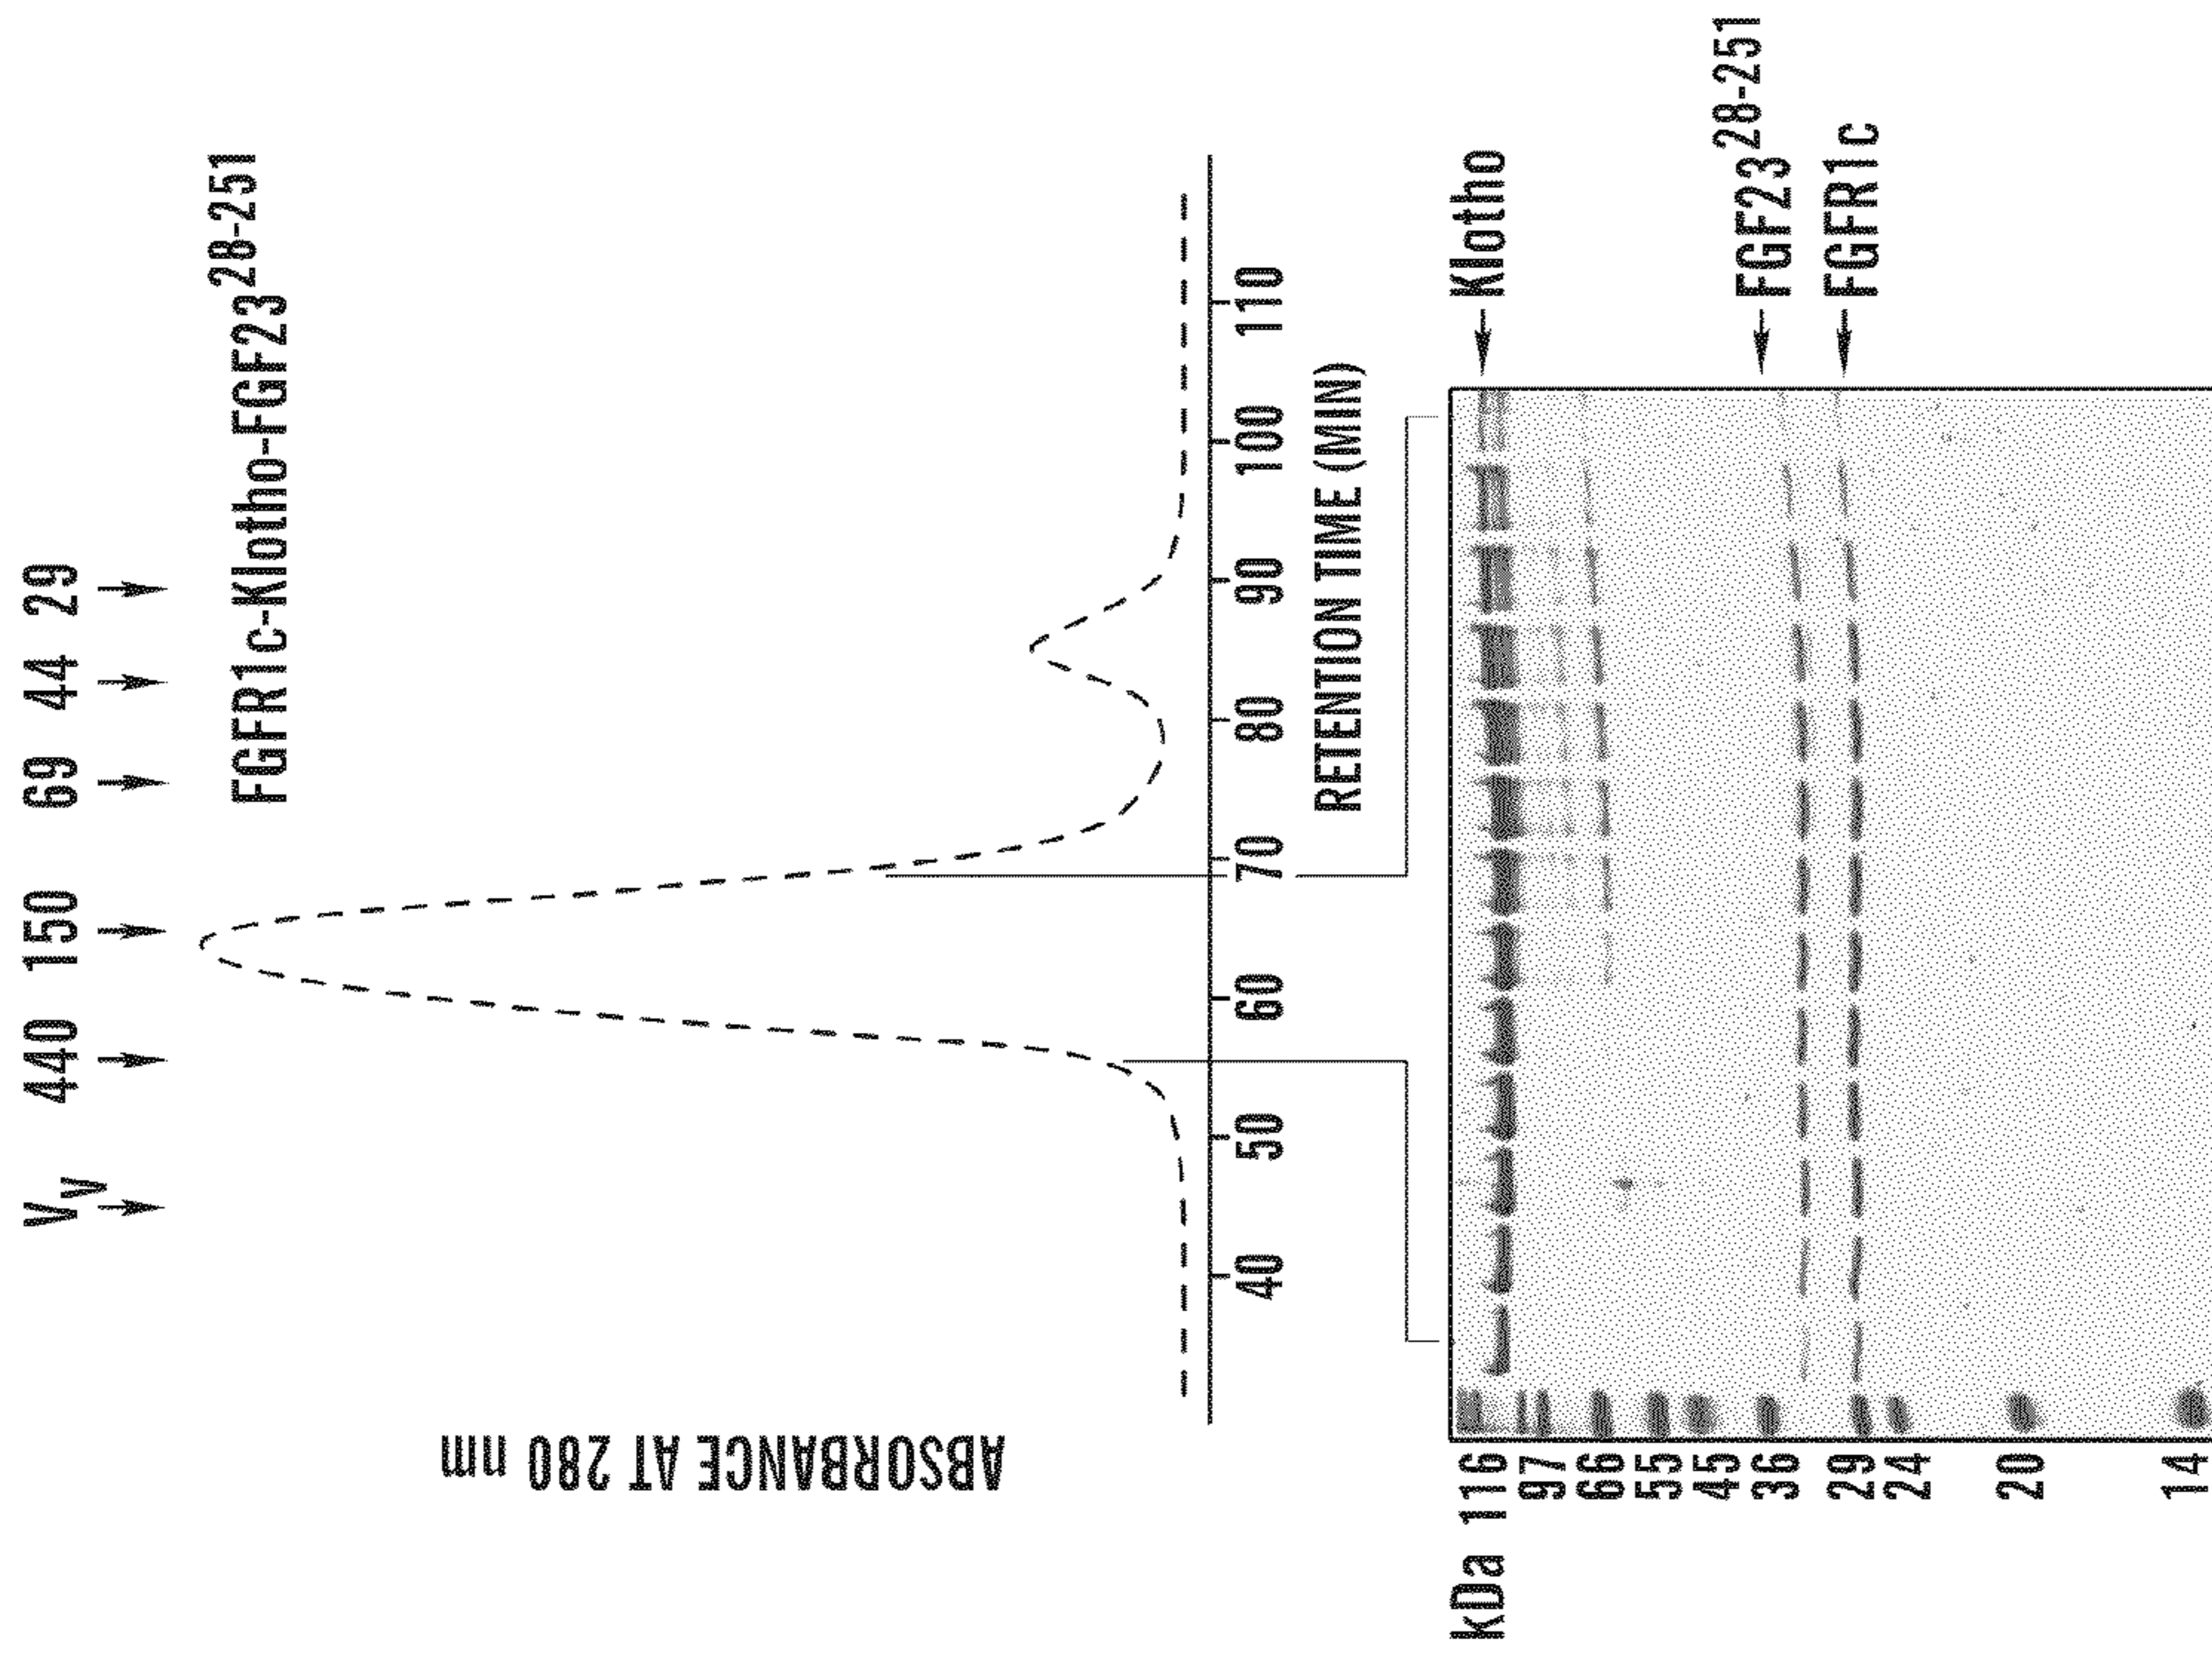 V_V 440 150 69 44 29
FGFR1c-Klotho-FGF23^28-251
ABSORBANCE AT 280 nm
40 50 60 70 80 90 100 110
RETENTION TIME (MIN)
kDa
116
97
66
55
45
36
29
24
20
14
Klotho
FGF23^28-251
FGFR1c